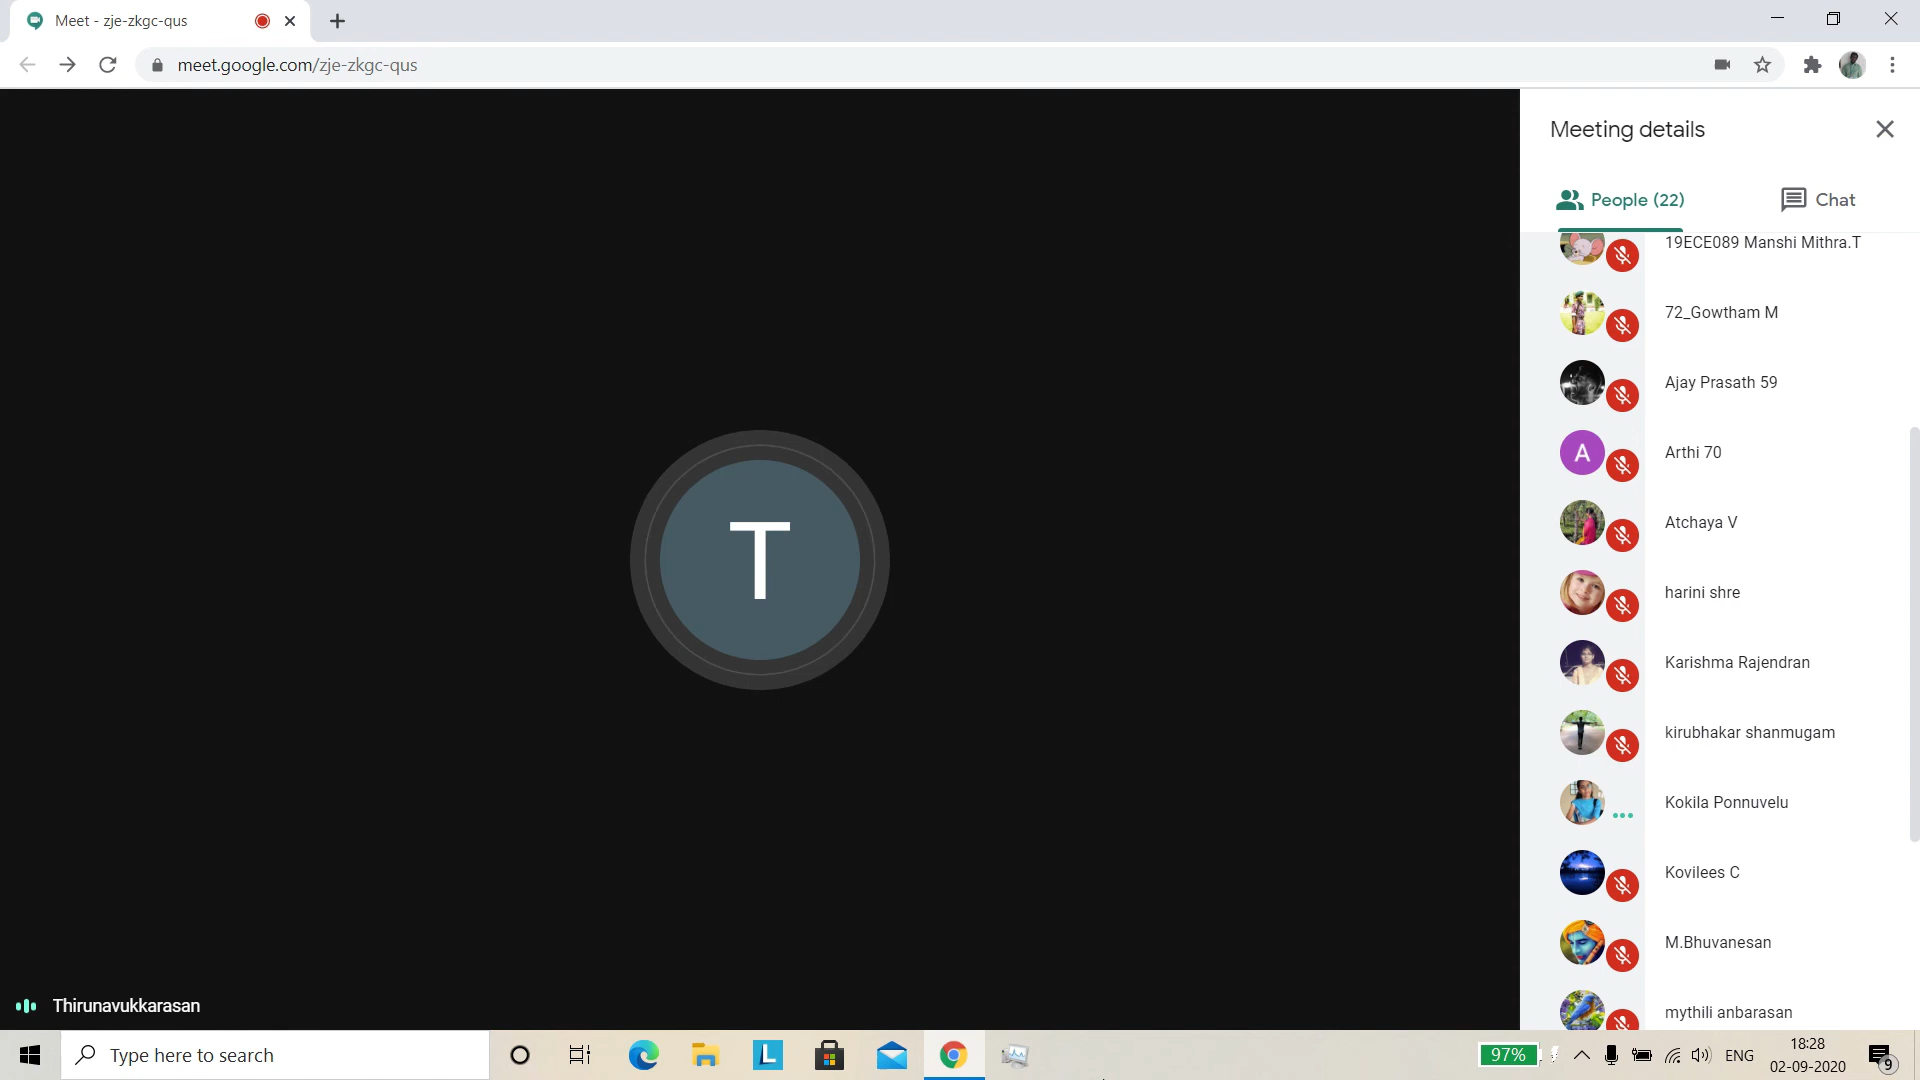 Meet - zje-zkgc-qus
meet.google.com/zje-zkgc-qus
Meeting details
People (22)
Chat
19ECE089 Manshi Mithra.T
72_Gowtham M
Ajay Prasath 59
A
Arthi 70
Atchaya V
harini shre
Karishma Rajendran
kirubhakar shanmugam
Kokila Ponnuvelu
Kovilees C
M.Bhuvanesan
mythili anbarasan
T
Thirunavukkarasan
Type here to search
L
97%
ENG
18:28
02-09-2020
9